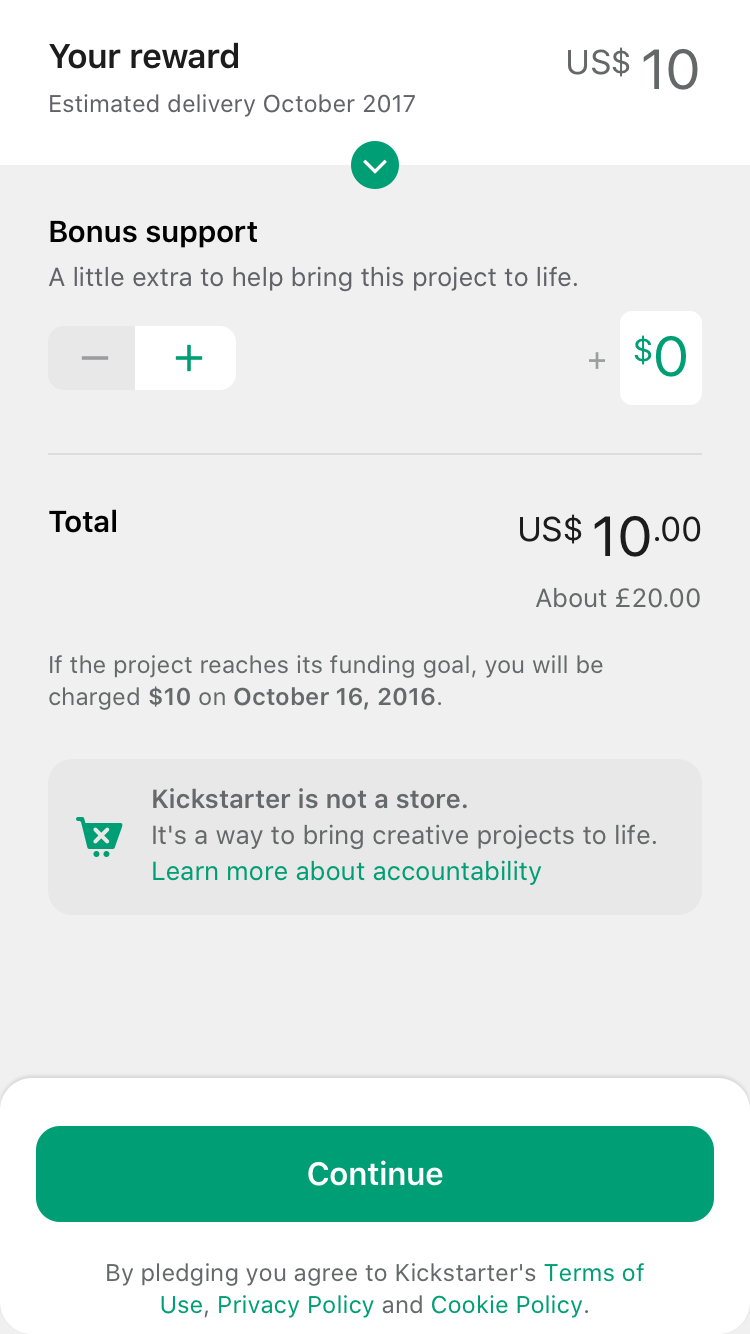 Your reward
US$ 10
Estimated delivery October 2017
Bonus support
A little extra to help bring this project to life.
− +
+ $0
Total
US$ 10.00
About £20.00
If the project reaches its funding goal, you will be
charged $10 on October 16, 2016.
Kickstarter is not a store.
It's a way to bring creative projects to life.
Learn more about accountability
Continue
By pledging you agree to Kickstarter's Terms of
Use, Privacy Policy and Cookie Policy.